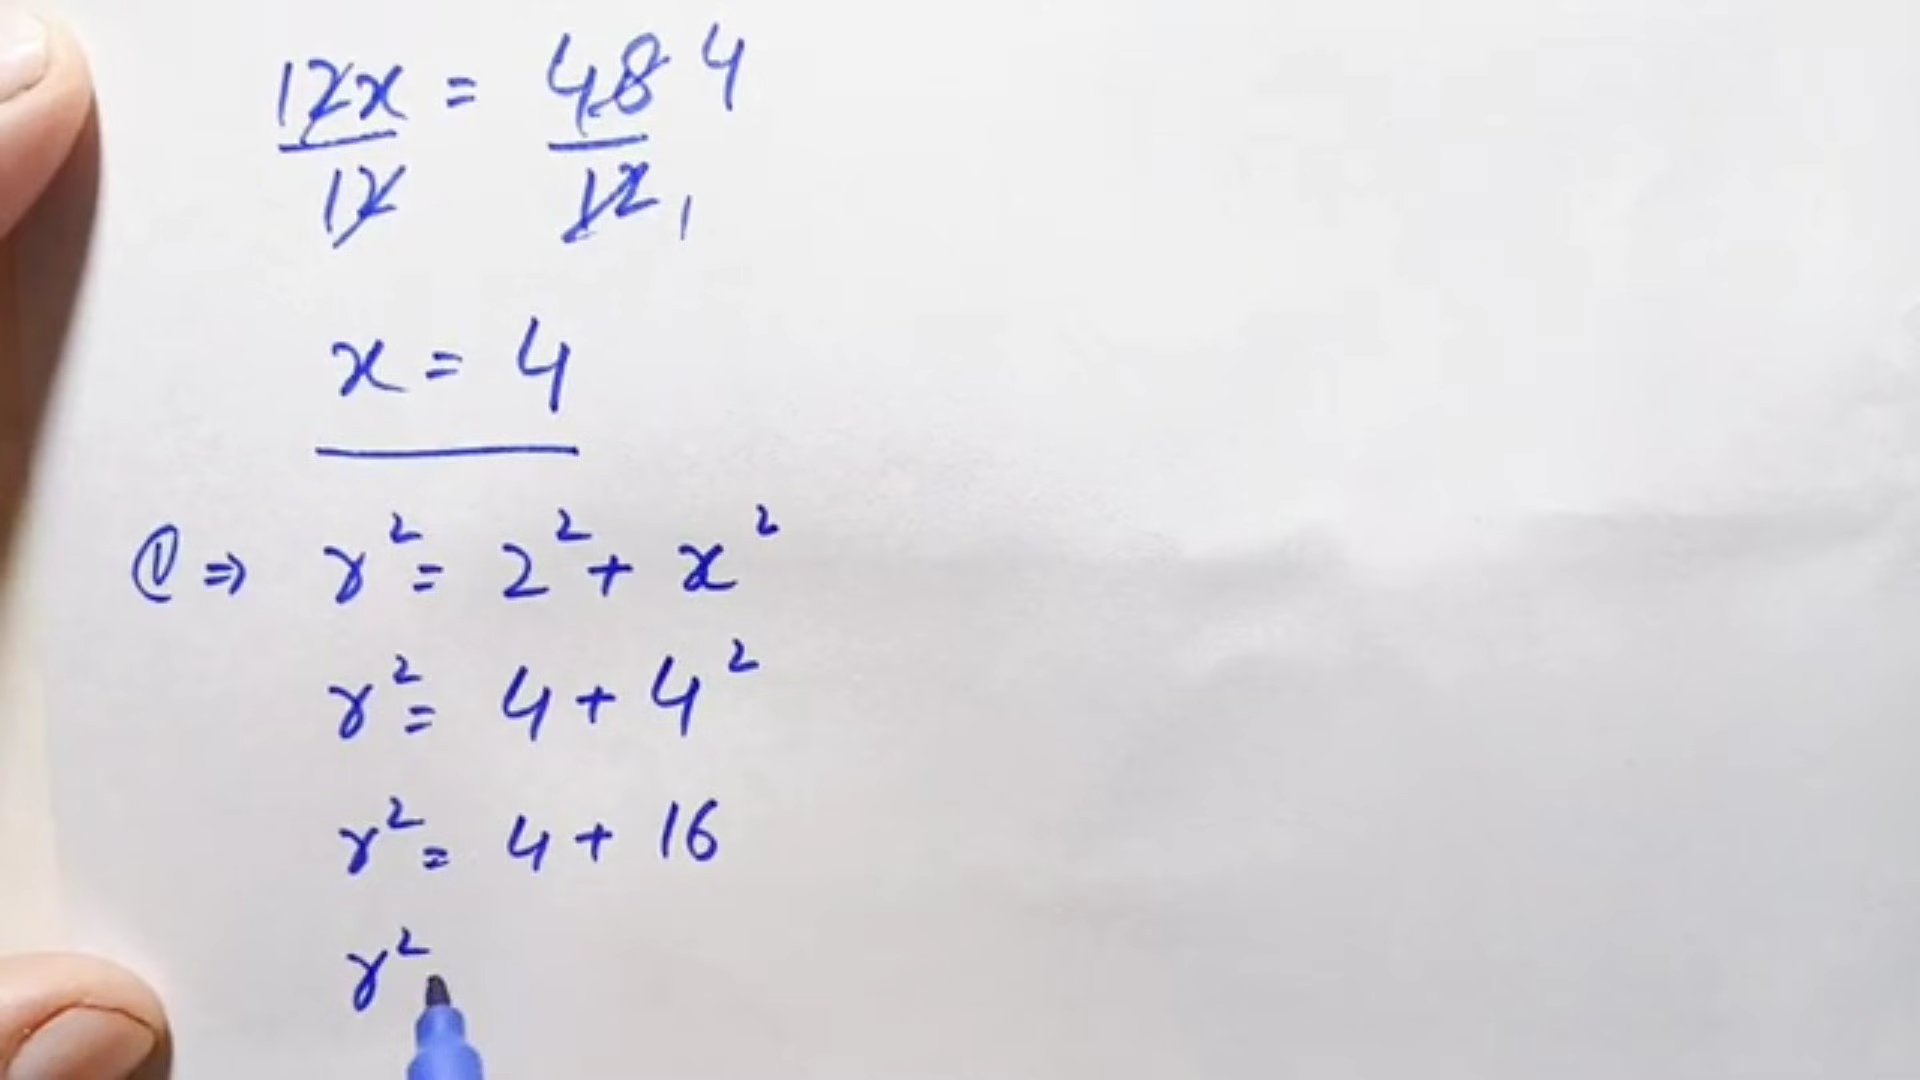 12x = 48 4
12 12 1
x = 4
① ⇒ r² = 2² + x²
r² = 4 + 4²
r² = 4 + 16
r²